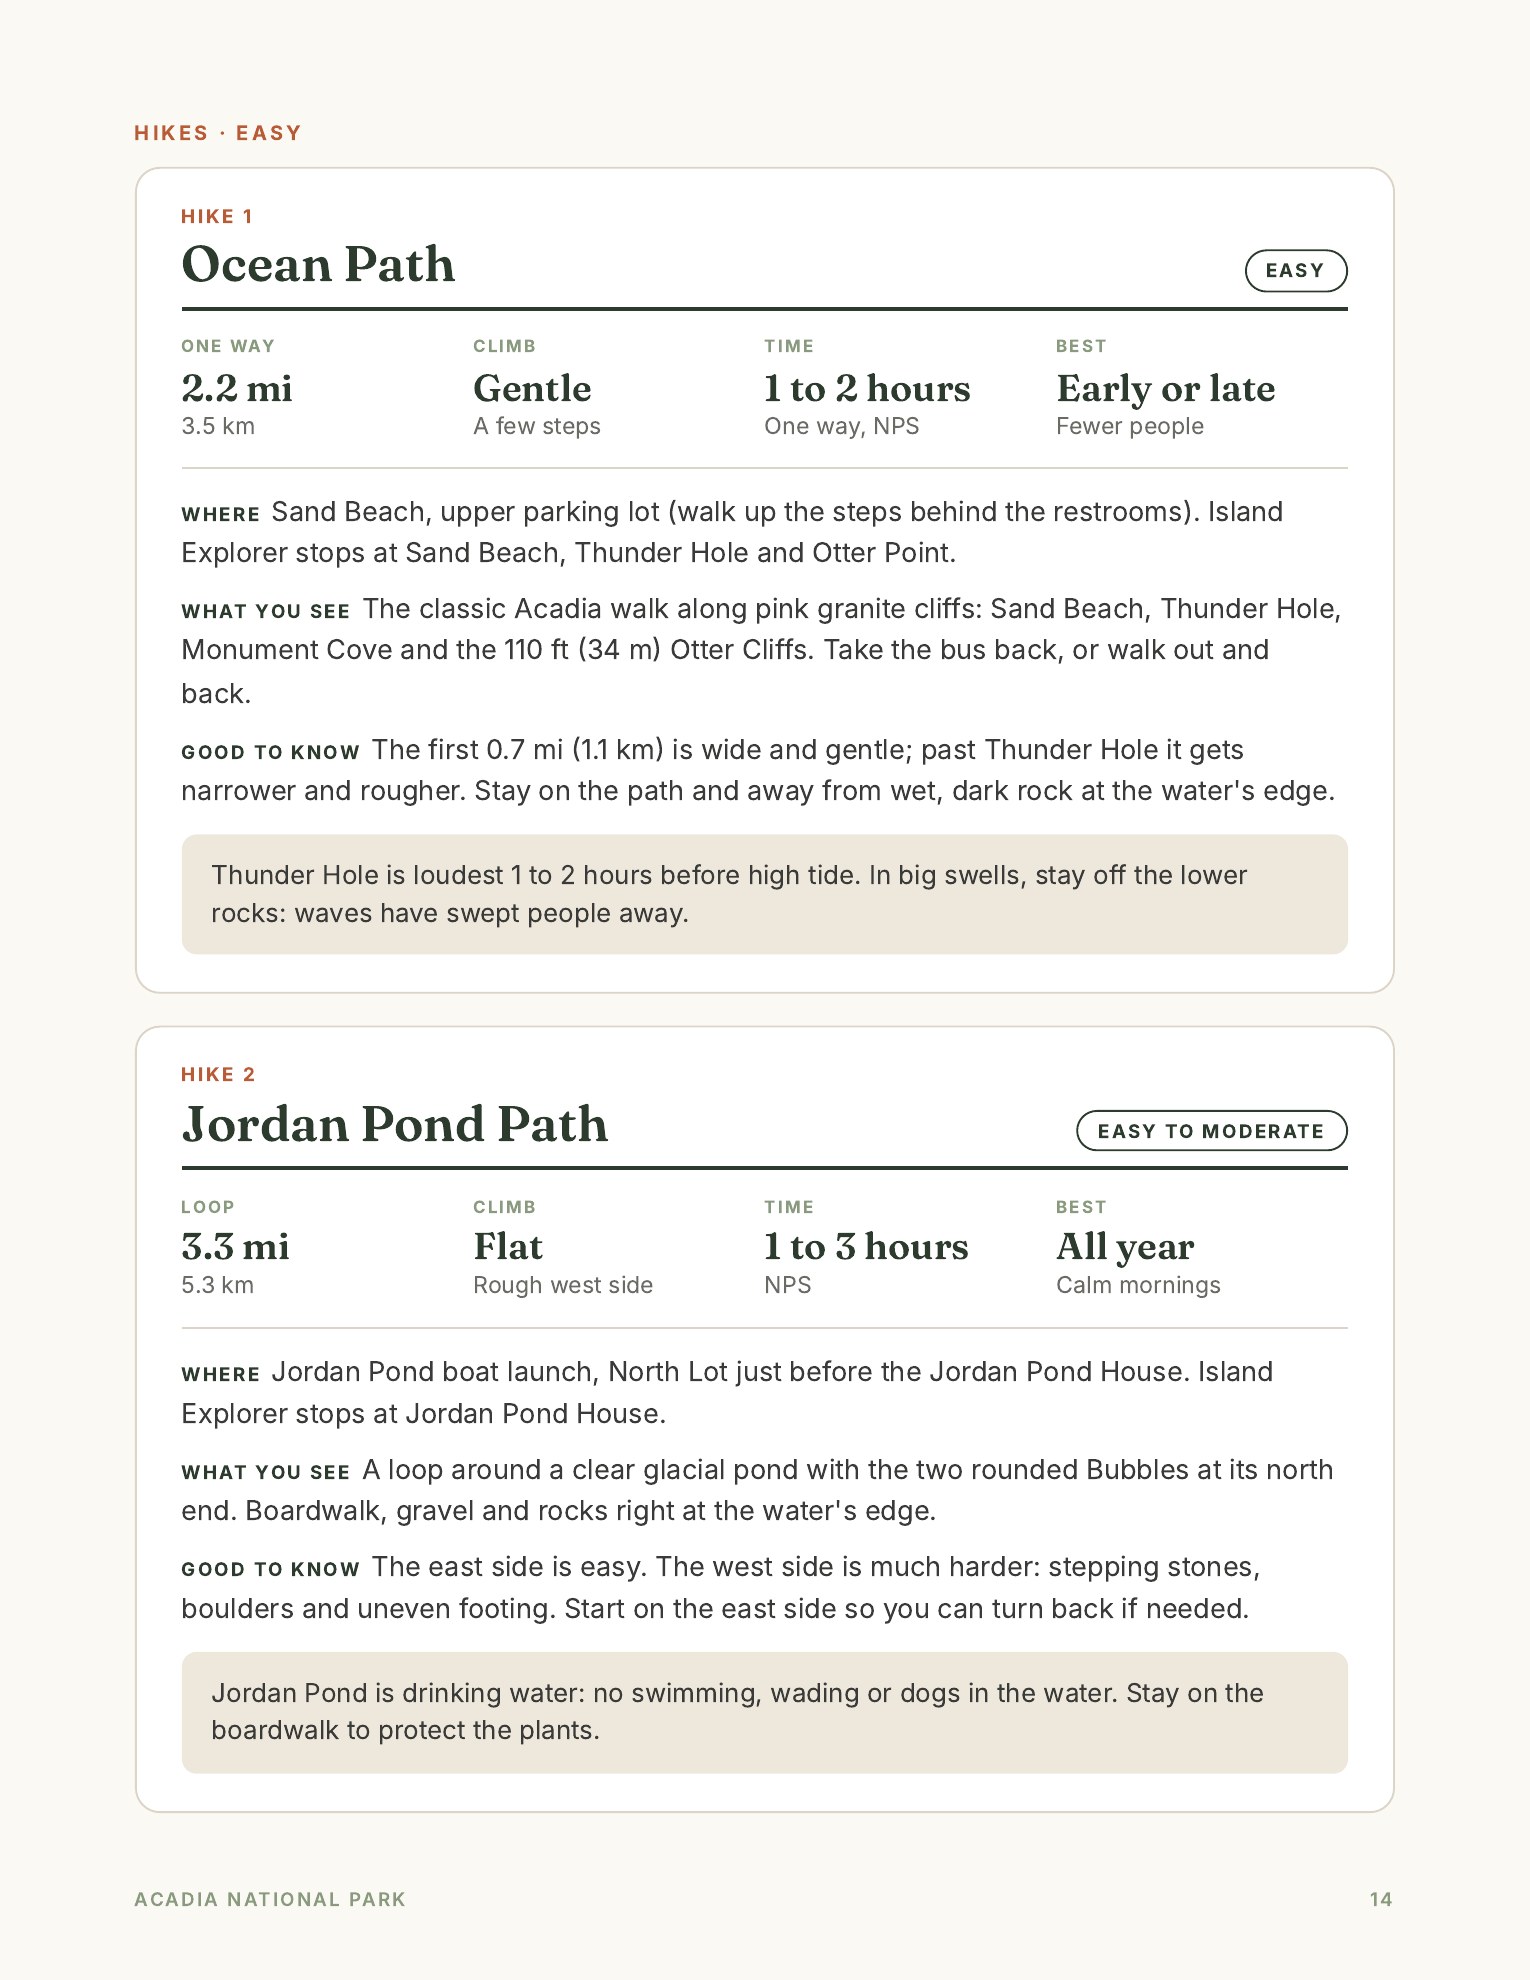 HIKES · EASY
HIKE 1
Ocean Path
EASY
ONE WAY
2.2 mi
3.5 km
CLIMB
Gentle
A few steps
TIME
1 to 2 hours
One way, NPS
BEST
Early or late
Fewer people
WHERE Sand Beach, upper parking lot (walk up the steps behind the restrooms). Island
Explorer stops at Sand Beach, Thunder Hole and Otter Point.
WHAT YOU SEE The classic Acadia walk along pink granite cliffs: Sand Beach, Thunder Hole,
Monument Cove and the 110 ft (34 m) Otter Cliffs. Take the bus back, or walk out and
back.
GOOD TO KNOW The first 0.7 mi (1.1 km) is wide and gentle; past Thunder Hole it gets
narrower and rougher. Stay on the path and away from wet, dark rock at the water's edge.
Thunder Hole is loudest 1 to 2 hours before high tide. In big swells, stay off the lower
rocks: waves have swept people away.
HIKE 2
Jordan Pond Path
EASY TO MODERATE
LOOP
3.3 mi
5.3 km
CLIMB
Flat
Rough west side
TIME
1 to 3 hours
NPS
BEST
All year
Calm mornings
WHERE Jordan Pond boat launch, North Lot just before the Jordan Pond House. Island
Explorer stops at Jordan Pond House.
WHAT YOU SEE A loop around a clear glacial pond with the two rounded Bubbles at its north
end. Boardwalk, gravel and rocks right at the water's edge.
GOOD TO KNOW The east side is easy. The west side is much harder: stepping stones,
boulders and uneven footing. Start on the east side so you can turn back if needed.
Jordan Pond is drinking water: no swimming, wading or dogs in the water. Stay on the
boardwalk to protect the plants.
ACADIA NATIONAL PARK
14